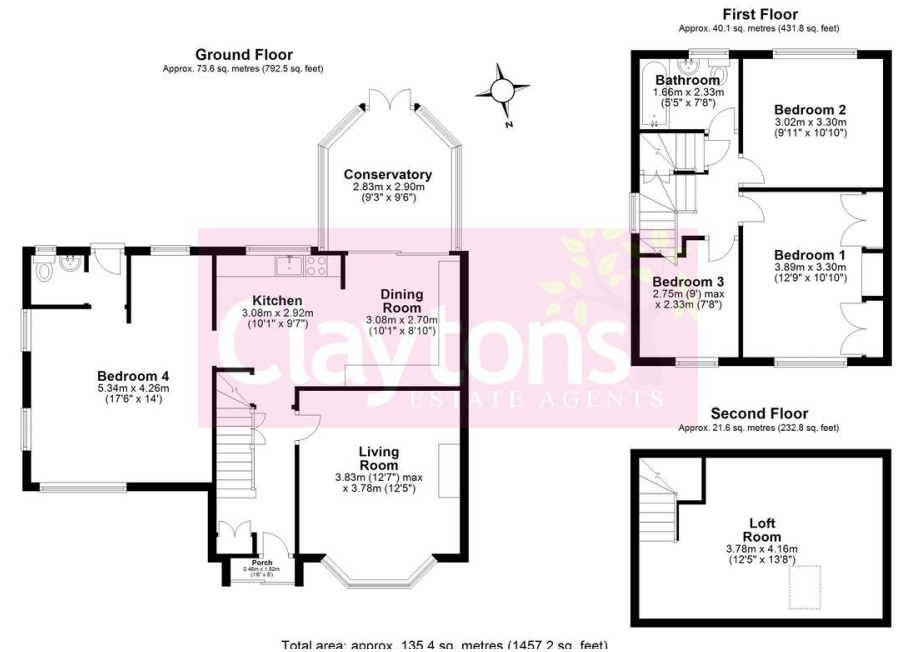 First Floor
Approx. 40.1 sq. metres (431.8 sq. feet)
Ground Floor
Approx. 73.6 sq. metres (792.5 sq. feet)
N
Bathroom
1.66m x 2.33m
(5'5" x 7'8")
Bedroom 2
3.02m x 3.30m
(9'11" x 10'10")
Conservatory
2.83m x 2.90m
(9'3" x 9'6")
Bedroom 1
3.89m x 3.30m
(12'9" x 10'10")
Bedroom 3
2.75m (9') max
x 2.33m (7'8")
Kitchen
3.08m x 2.92m
(10'1" x 9'7")
Dining
Room
3.08m x 2.70m
(10'1" x 8'10")
Claytons
ESTATE AGENTS
Bedroom 4
5.34m x 4.26m
(17'6" x 14')
Living
Room
3.83m (12'7") max
x 3.78m (12'5")
Porch
0.46m x 1.52m
(1'6" x 5')
Second Floor
Approx. 21.6 sq. metres (232.8 sq. feet)
Loft
Room
3.78m x 4.16m
(12'5" x 13'8")
Total area: approx. 135.4 sq. metres (1457.2 sq. feet)